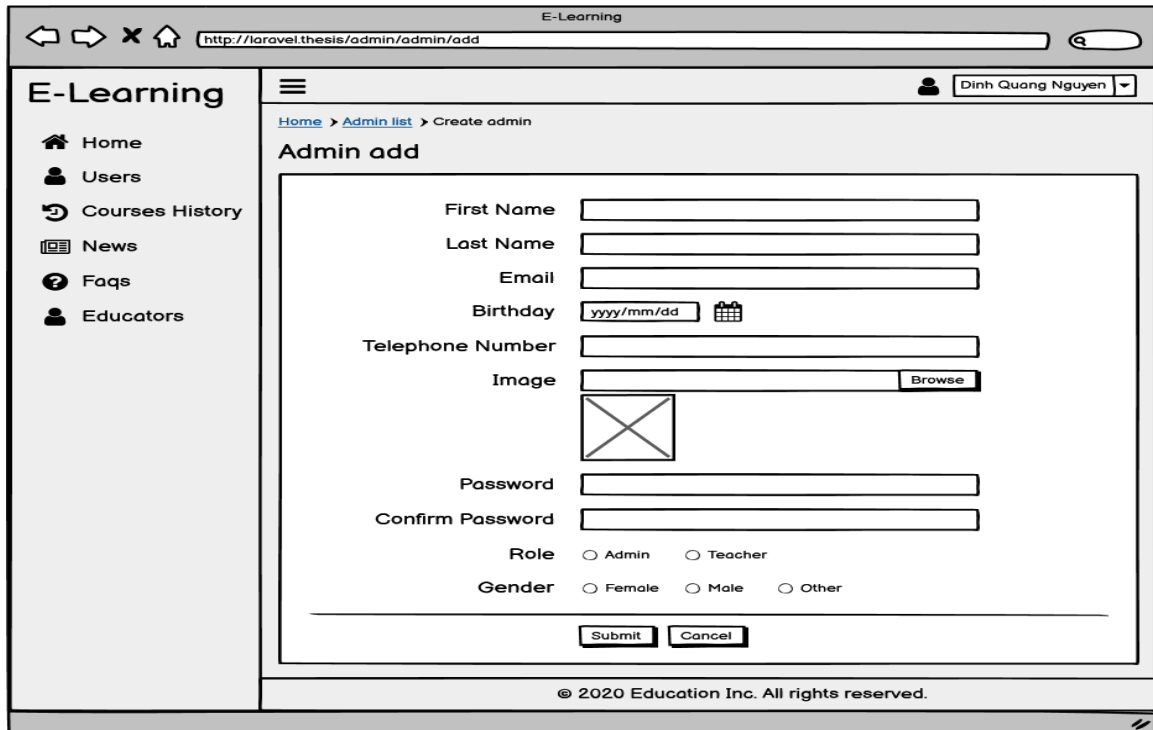 E-Learning
http://laravel.thesis/admin/admin/add
E-Learning
Home
Users
Courses History
News
Faqs
Educators
Dinh Quang Nguyen
Home > Admin list > Create admin
Admin add
First Name
Last Name
Email
Birthday yyyy/mm/dd
Telephone Number
Image Browse
Password
Confirm Password
Role Admin Teacher
Gender Female Male Other
Submit Cancel
© 2020 Education Inc. All rights reserved.